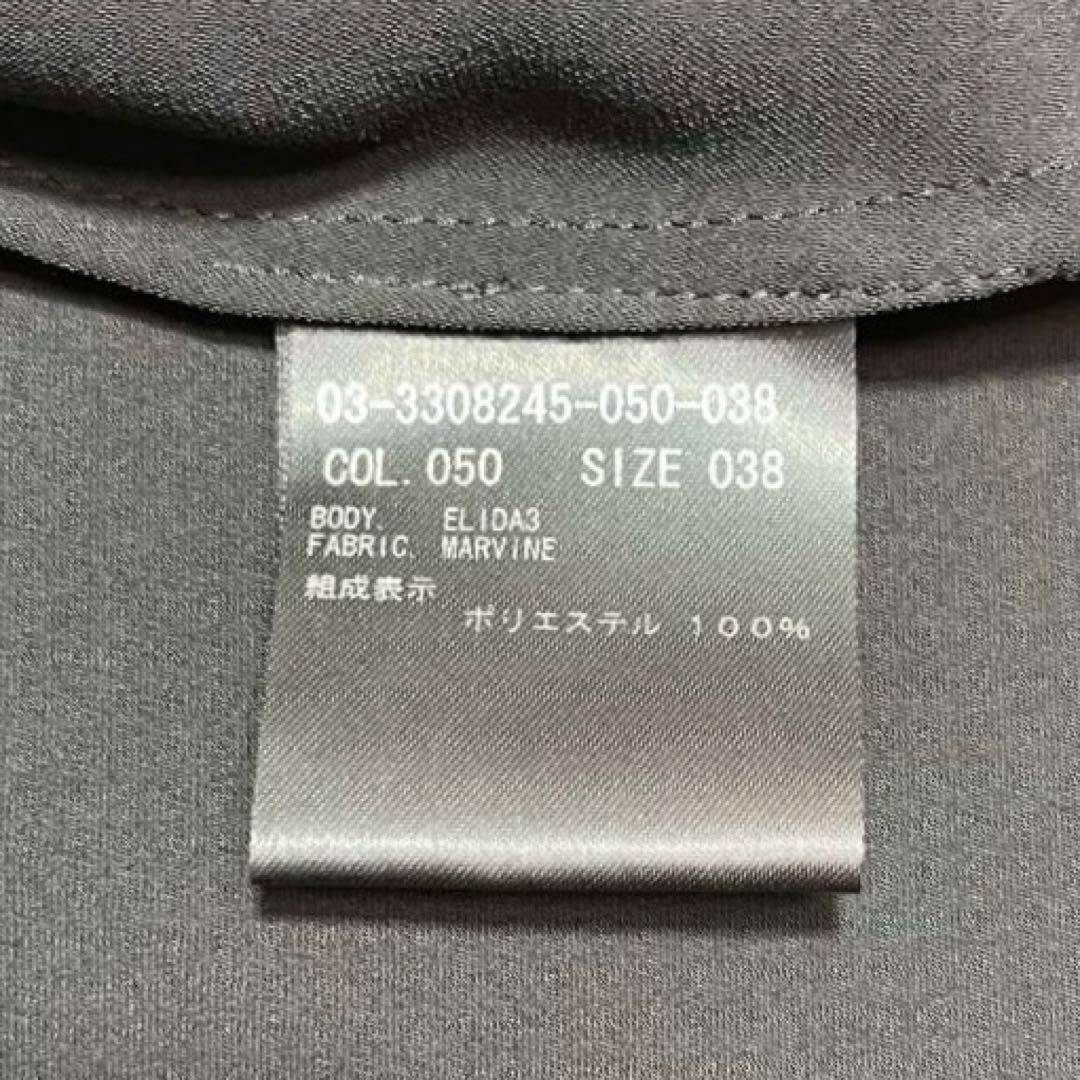 03-3308245-050-038
COL. 050 SIZE 038
BODY. ELIDA3
FABRIC. MARVINE
組成表示
ポリエステル 100%